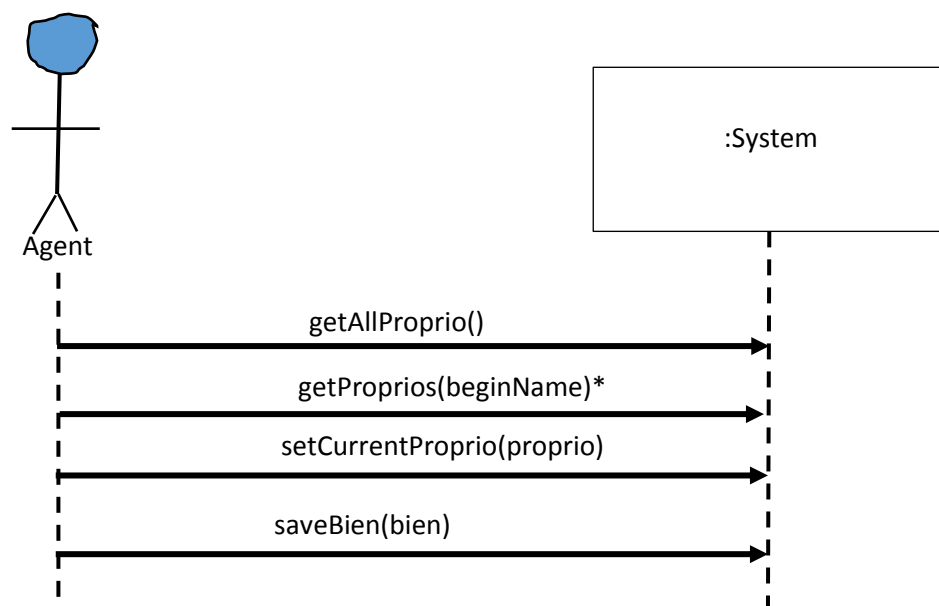 :System
Agent
getAllProprio()
getProprios(beginName)*
setCurrentProprio(proprio)
saveBien(bien)